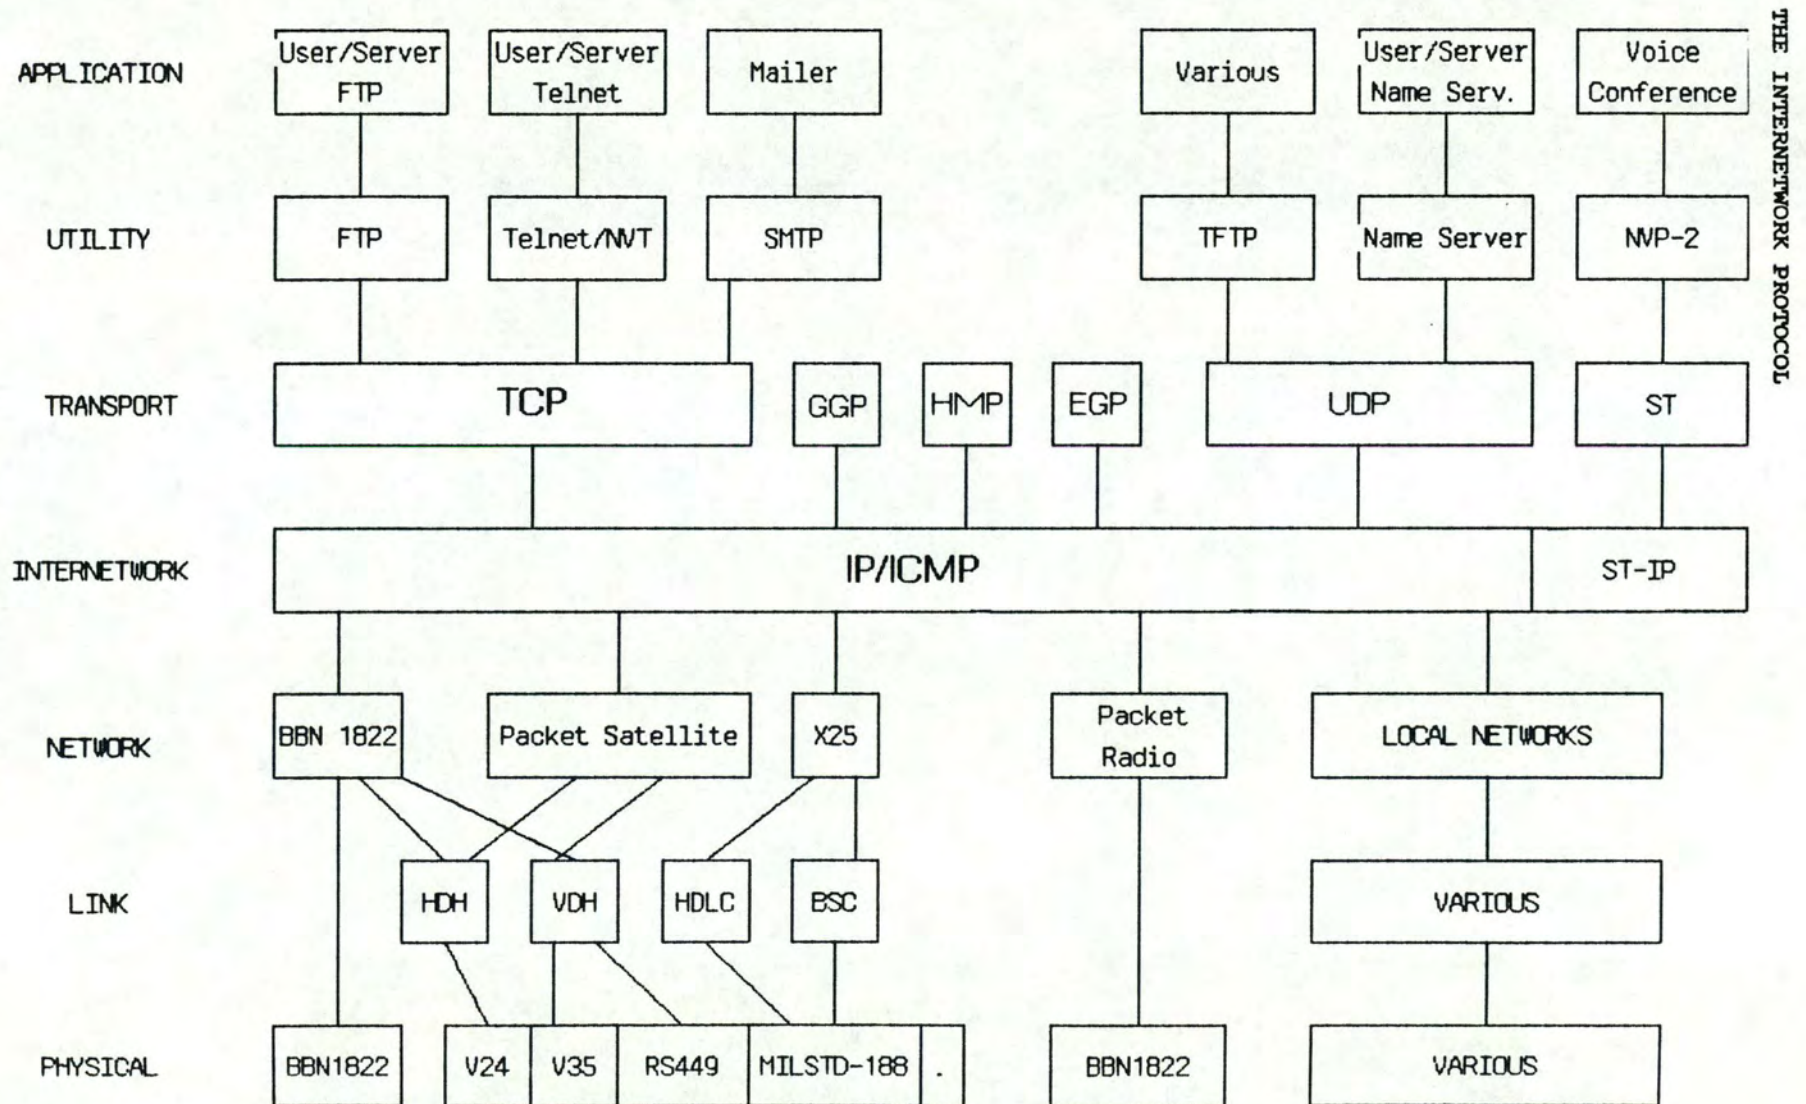 THE INTERNETWORK PROTOCOL
APPLICATION
User/Server
FTP
User/Server
Telnet
Mailer
Various
User/Server
Name Serv.
Voice
Conference
UTILITY
FTP
Telnet/NVT
SMTP
TFTP
Name Server
NVP-2
TRANSPORT
TCP
GGP
HMP
EGP
UDP
ST
INTERNETWORK
IP/ICMP
ST-IP
NETWORK
BBN 1822
Packet Satellite
X25
Packet
Radio
LOCAL NETWORKS
LINK
HDH
VDH
HDLC
BSC
VARIOUS
PHYSICAL
BBN1822
V24
V35
RS449
MILSTD-188
.
BBN1822
VARIOUS